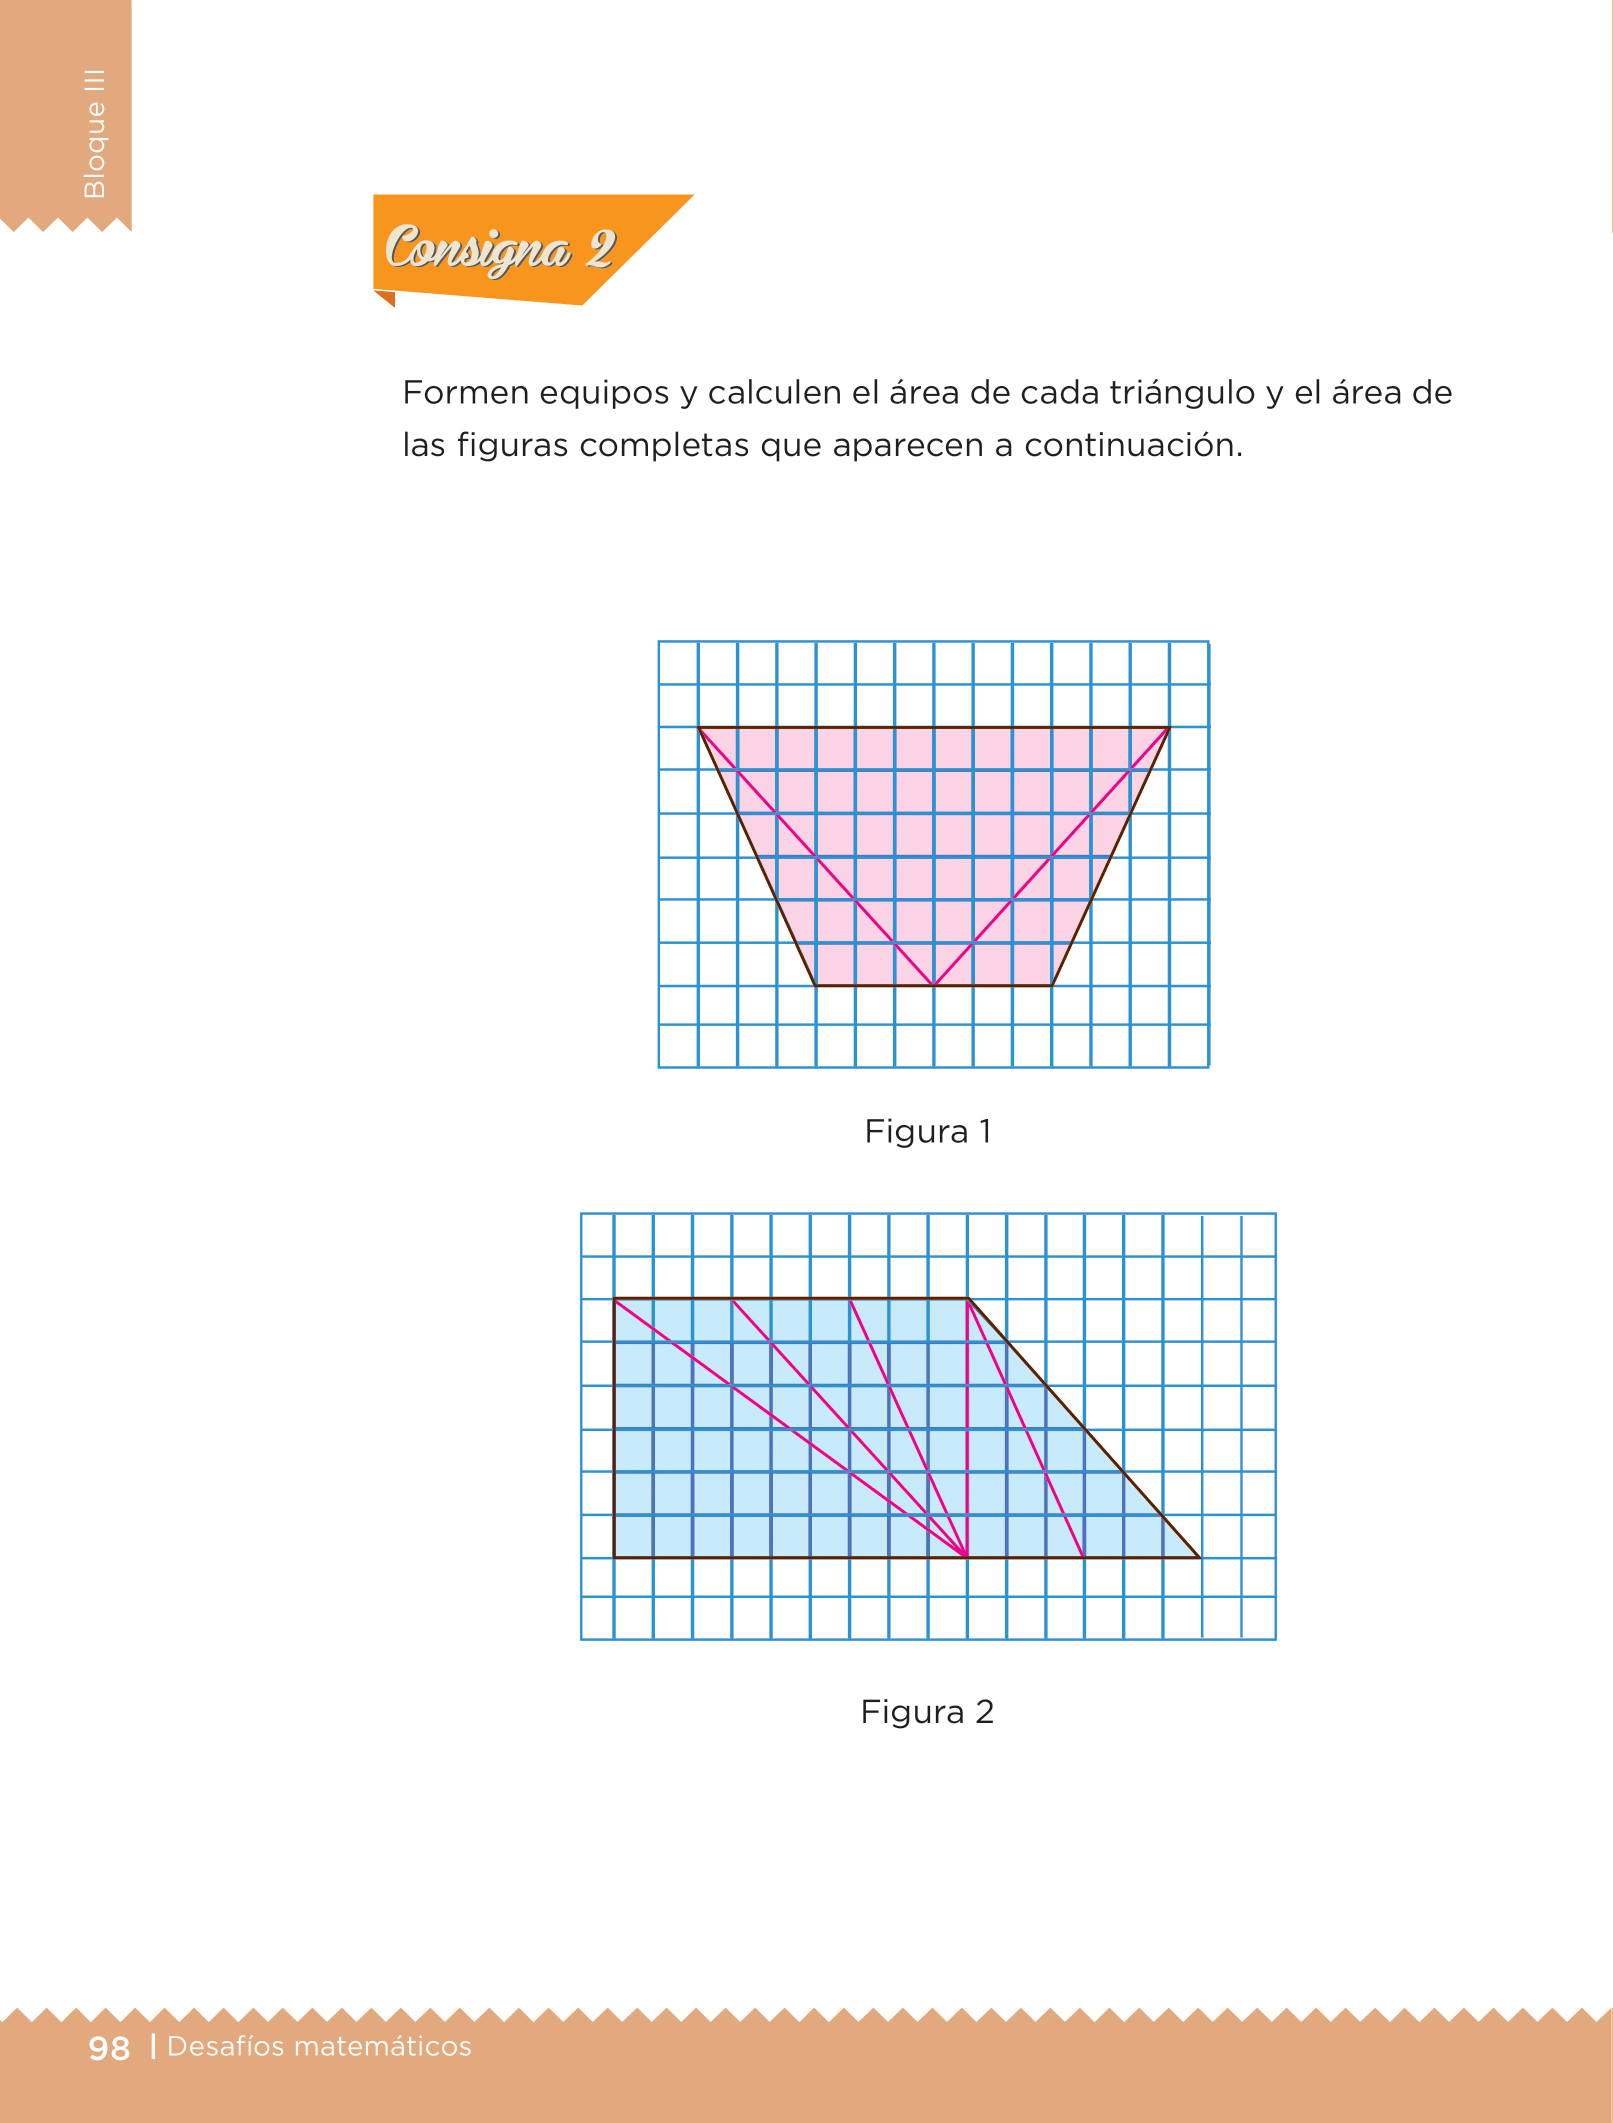 Bloque III
Consigna 2
Formen equipos y calculen el área de cada triángulo y el área de
las figuras completas que aparecen a continuación.
Figura 1
Figura 2
98 | Desafíos matemáticos